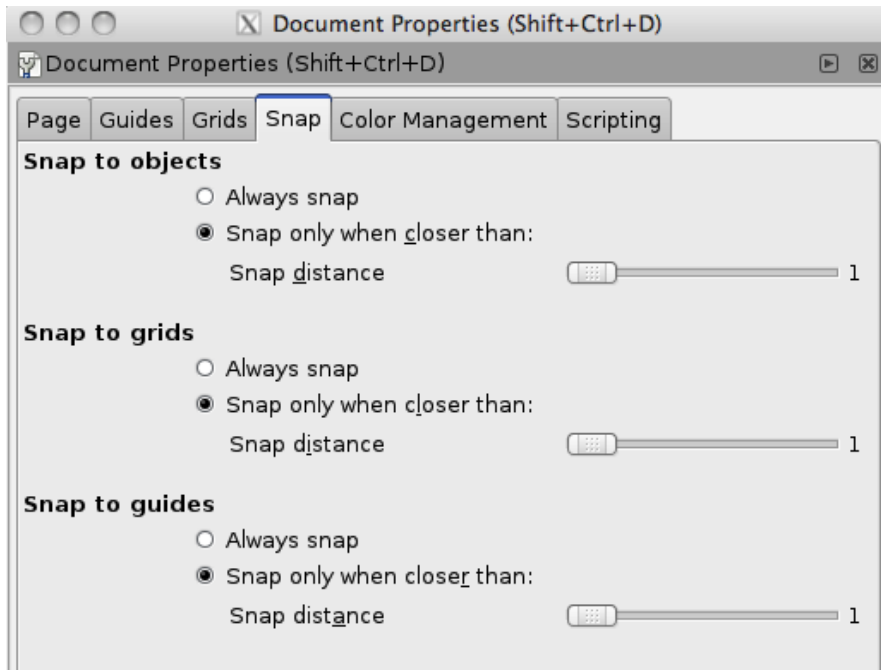 Document Properties (Shift+Ctrl+D)
Document Properties (Shift+Ctrl+D)
Page Guides Grids Snap Color Management Scripting
Snap to objects
Always snap
Snap only when closer than:
Snap distance 1
Snap to grids
Always snap
Snap only when closer than:
Snap distance 1
Snap to guides
Always snap
Snap only when closer than:
Snap distance 1